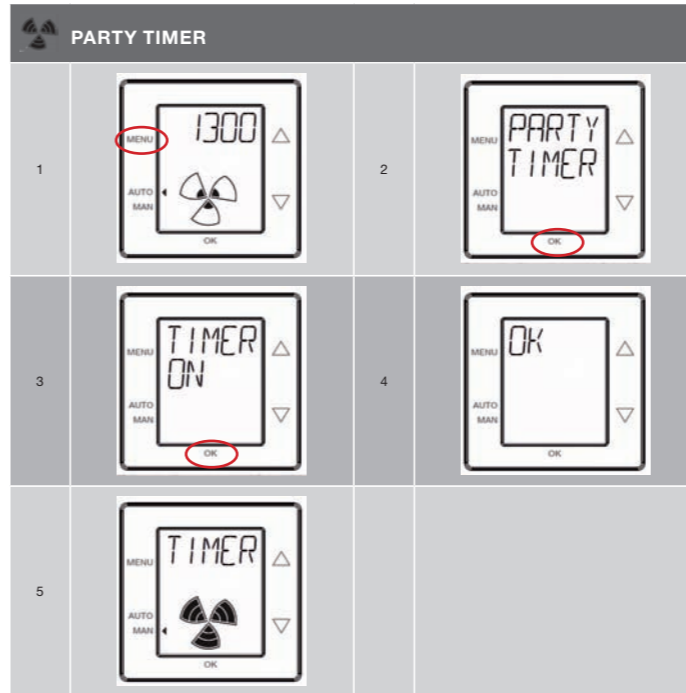 PARTY TIMER
1
MENU
1300
AUTO
MAN
OK
2
MENU
PARTY
TIMER
AUTO
MAN
OK
3
MENU
TIMER
ON
AUTO
MAN
OK
4
MENU
OK
AUTO
MAN
OK
5
MENU
TIMER
AUTO
MAN
OK